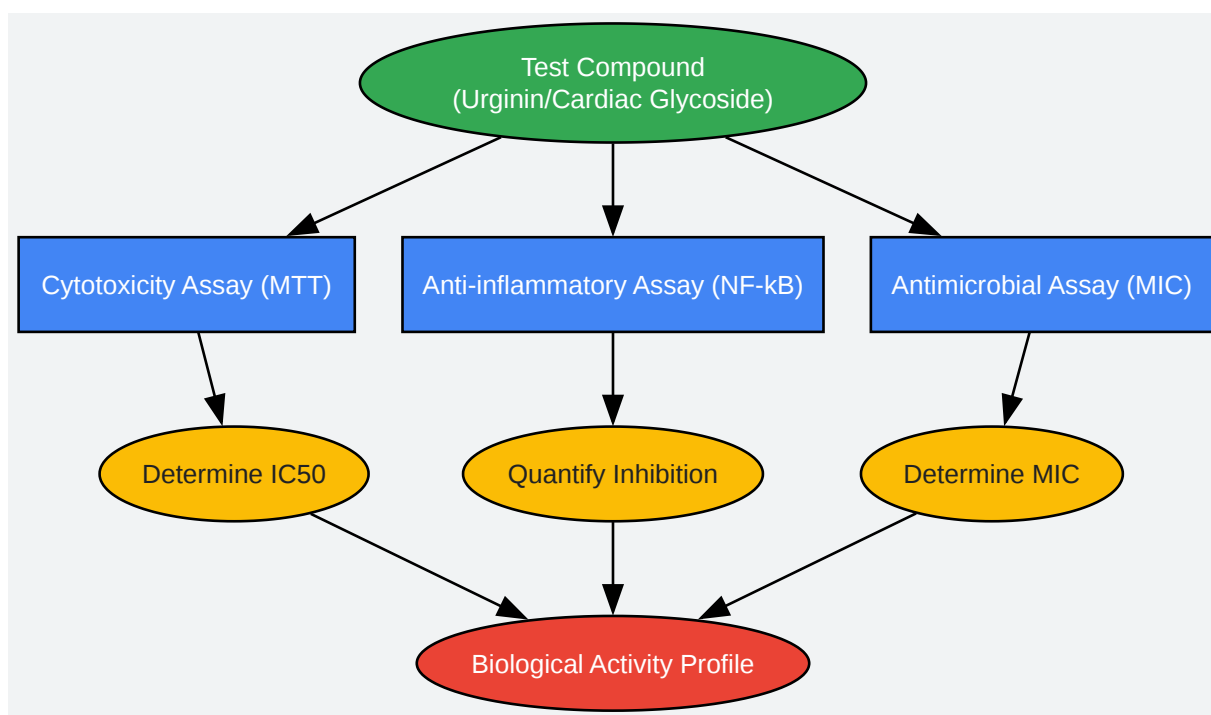 Test Compound
(Urginin/Cardiac Glycoside)
Cytotoxicity Assay (MTT)
Anti-inflammatory Assay (NF-kB)
Antimicrobial Assay (MIC)
Determine IC50
Quantify Inhibition
Determine MIC
Biological Activity Profile